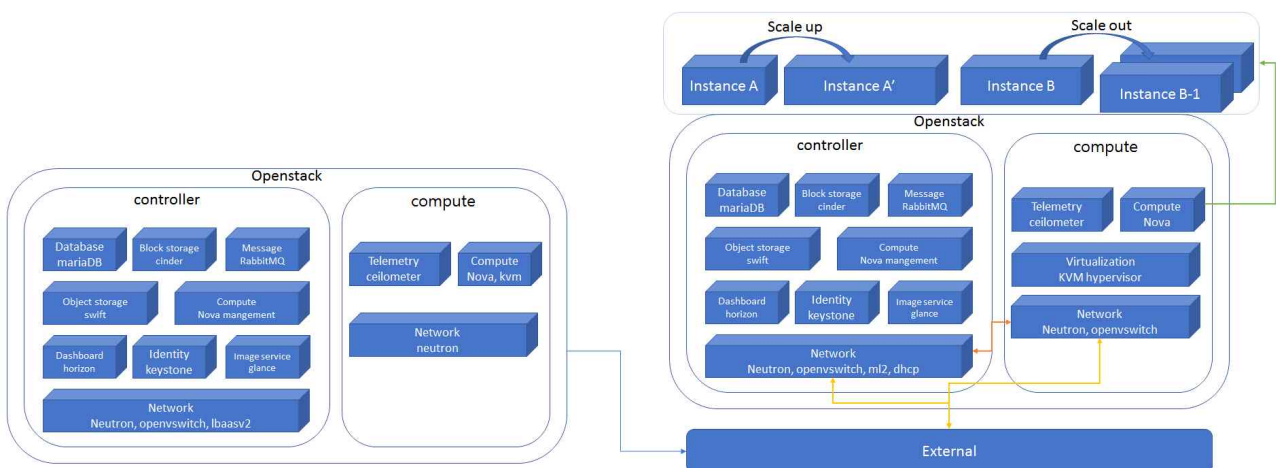 Openstack
controller
Database
mariaDB
Block storage
cinder
Message
RabbitMQ
Object storage
swift
Compute
Nova mangement
Dashboard
horizon
Identity
keystone
Image service
glance
Network
Neutron, openvswitch, lbaasv2
compute
Telemetry
ceilometer
Compute
Nova, kvm
Network
neutron
Scale up
Scale out
Instance A
Instance A’
Instance B
Instance B-1
Openstack
controller
Database
mariaDB
Block storage
cinder
Message
RabbitMQ
Object storage
swift
Compute
Nova mangement
Dashboard
horizon
Identity
keystone
Image service
glance
Network
Neutron, openvswitch, ml2, dhcp
compute
Telemetry
ceilometer
Compute
Nova
Virtualization
KVM hypervisor
Network
Neutron, openvswitch
External